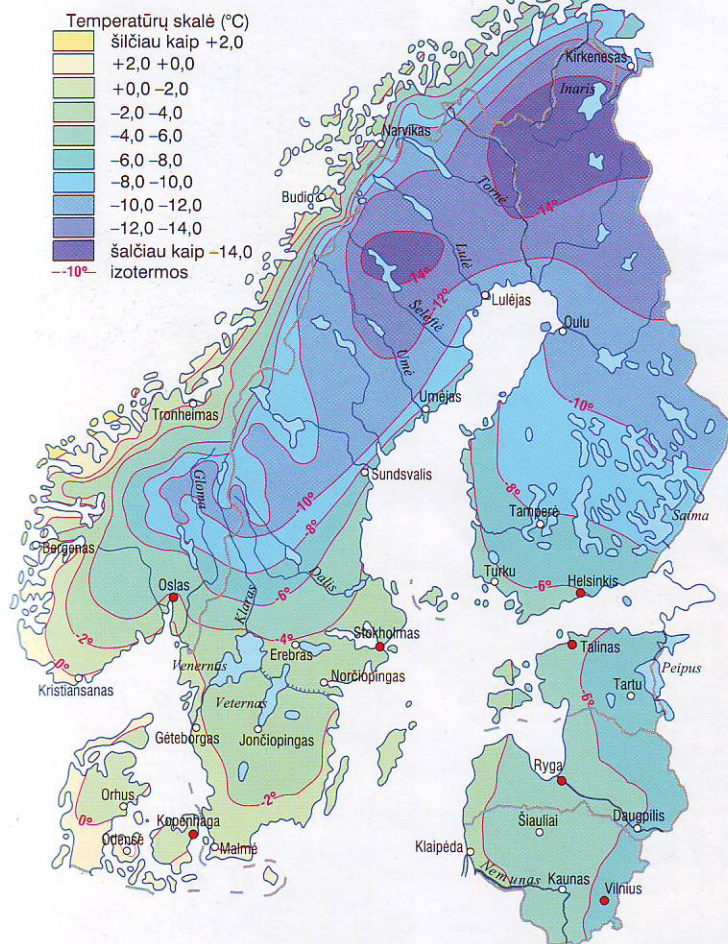 Temperatūrų skalė (°C)
šilčiau kaip +2,0
+2,0 +0,0
+0,0 –2,0
–2,0 –4,0
–4,0 –6,0
–6,0 –8,0
–8,0 –10,0
–10,0 –12,0
–12,0 –14,0
šalčiau kaip –14,0
-10° izotermos
Kirkenesas
Inaris
Narvikas
Tornė
Budio
-14°
Lulė
-14°
-12°
Šeleftė
Lulėjas
Oulu
Umė
Umėjas
Tronheimas
-10°
Gloma
Sundsvalis
-10°
-8°
-8°
Tamperė
Saima
Bergenas
Dalis
Turku
-6°
Helsinkis
Oslas
Klaras
-6°
-2°
-4°
Stokholmas
Erebras
Talinas
0°
Venernas
Peipus
Kristiansanas
Norčiopingas
-6°
Tartu
Veternas
Gėteborgas
Jončiopingas
Ryga
Orhus
-2°
0°
Kopenhaga
Šiauliai
Daugpilis
Odensė
Malmė
Klaipėda
Nemunas
Kaunas
Vilnius